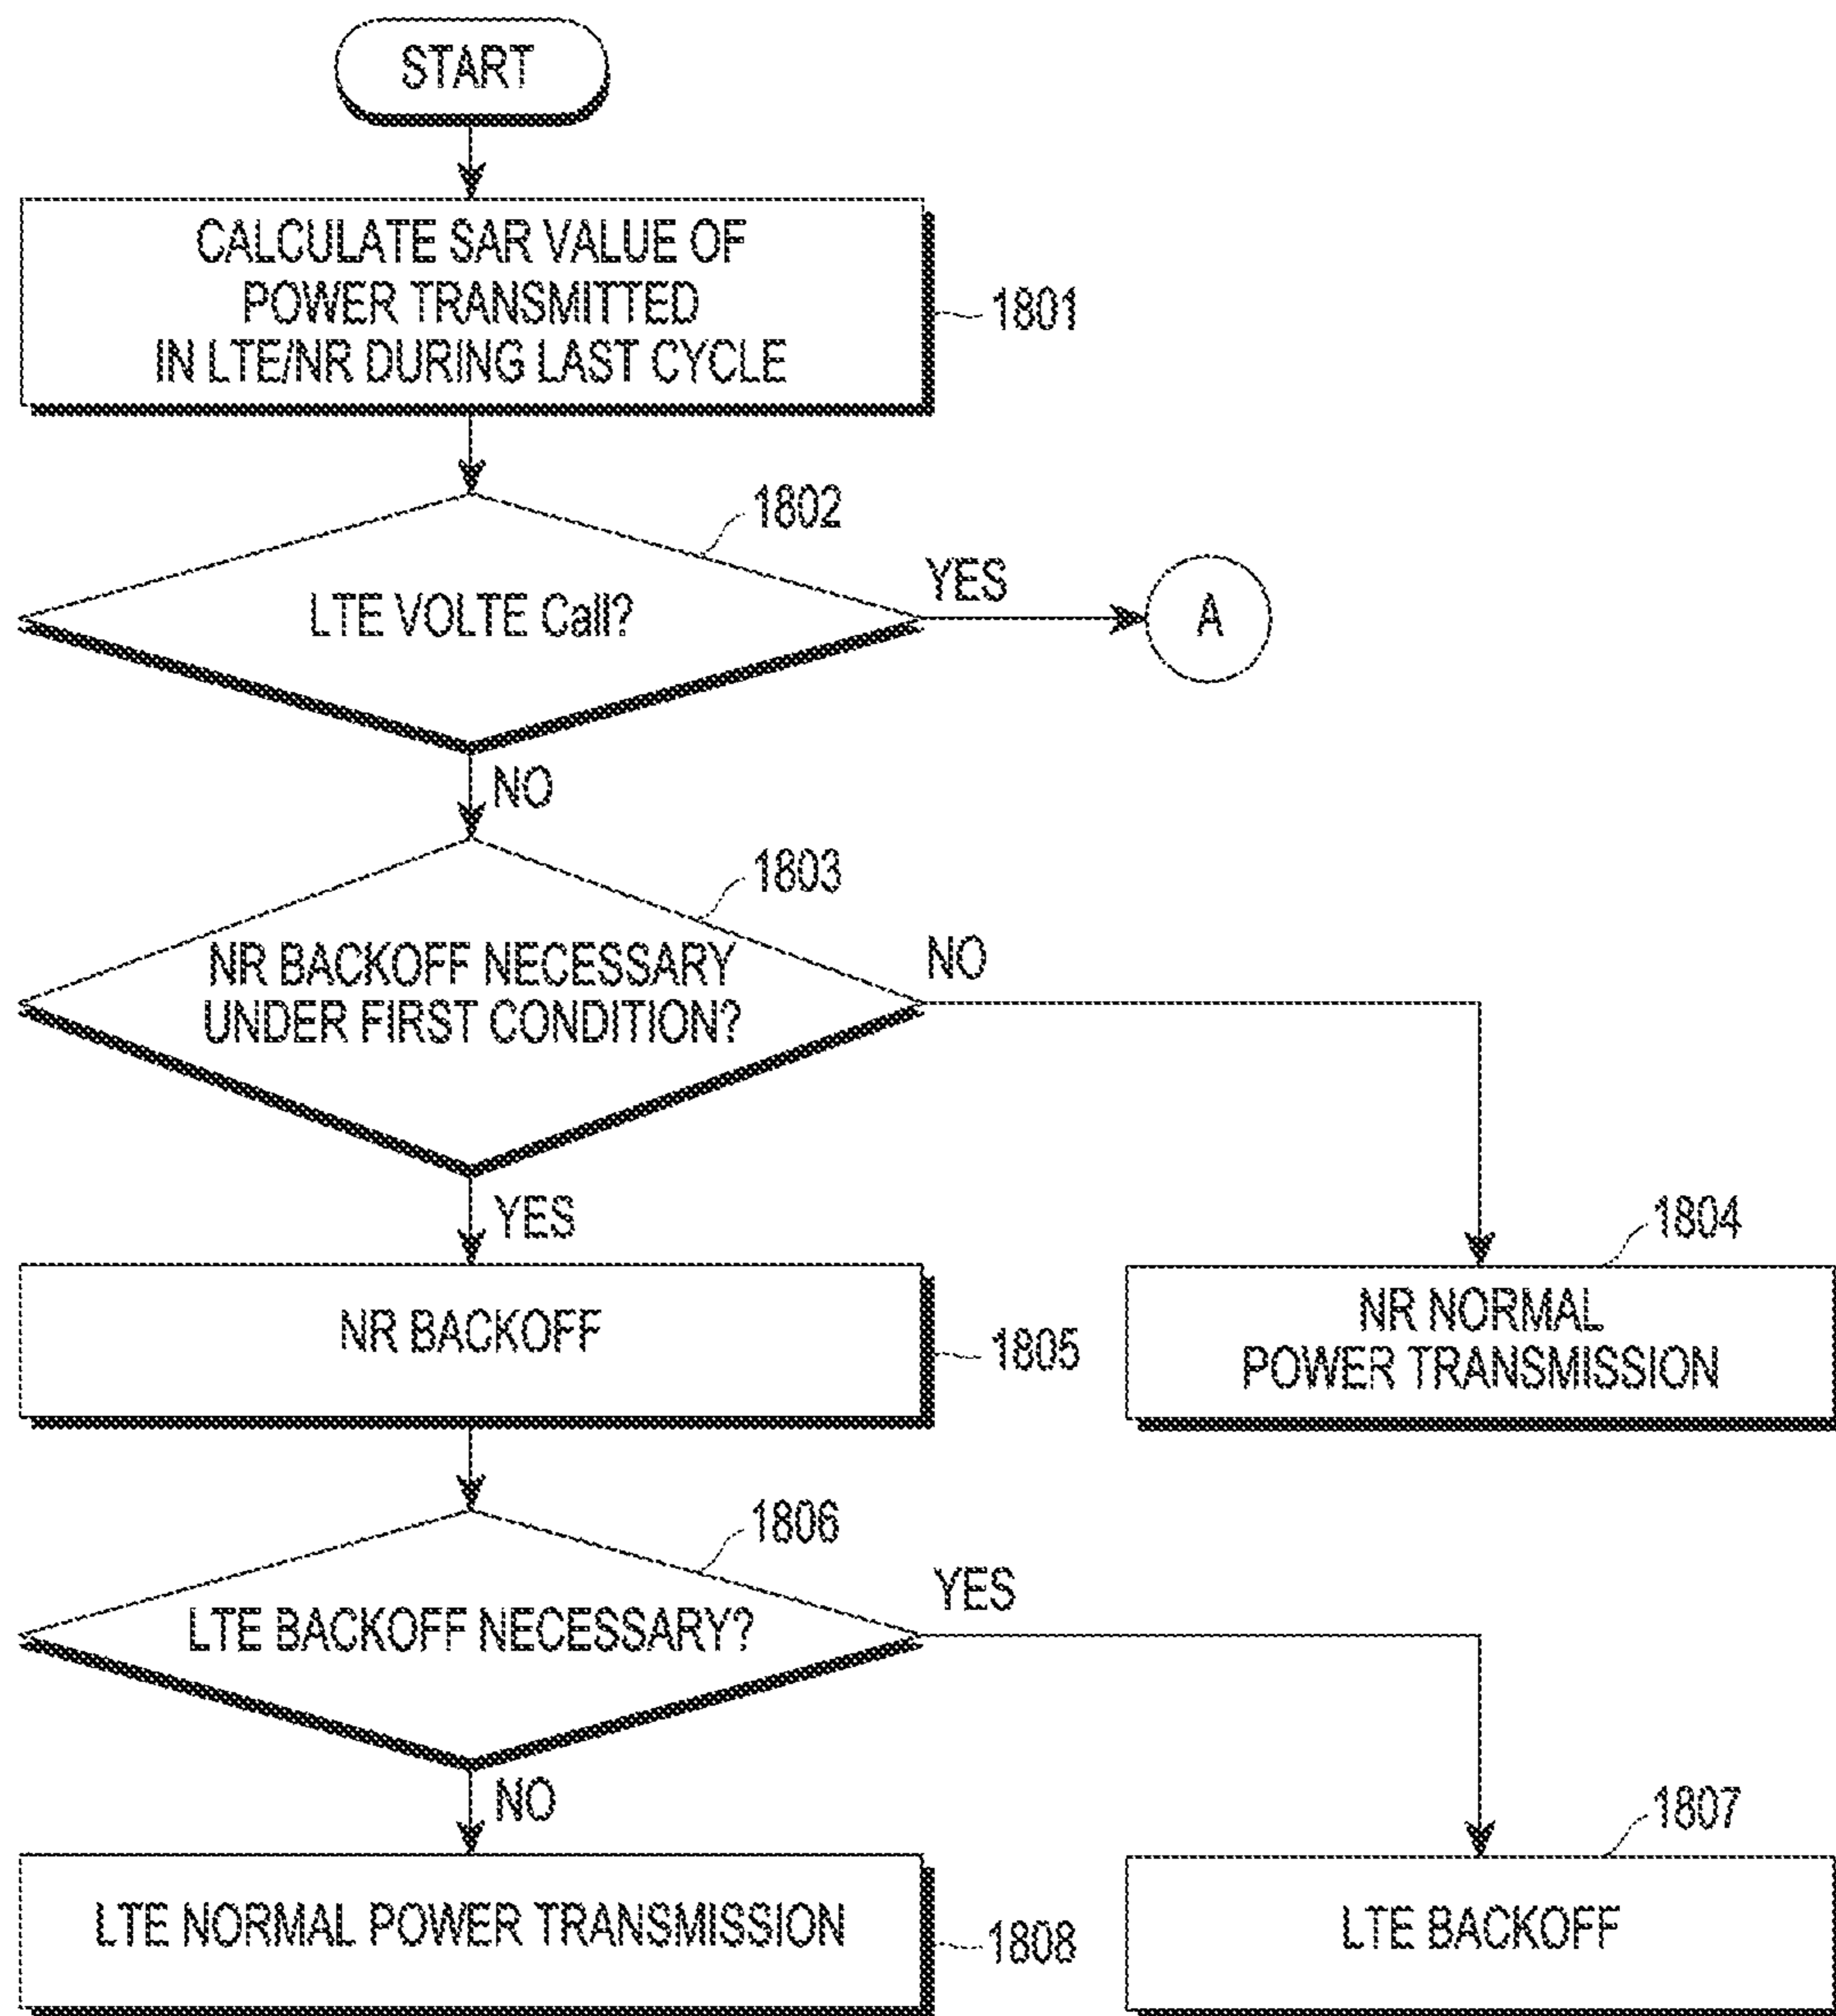 START
CALCULATE SAR VALUE OF
POWER TRANSMITTED
IN LTE/NR DURING LAST CYCLE
1801
1802
LTE VOLTE Call?
YES
A
NO
1803
NR BACKOFF NECESSARY
UNDER FIRST CONDITION?
NO
YES
1804
NR BACKOFF
1805
NR NORMAL
POWER TRANSMISSION
1806
LTE BACKOFF NECESSARY?
YES
NO
1807
LTE NORMAL POWER TRANSMISSION
1808
LTE BACKOFF